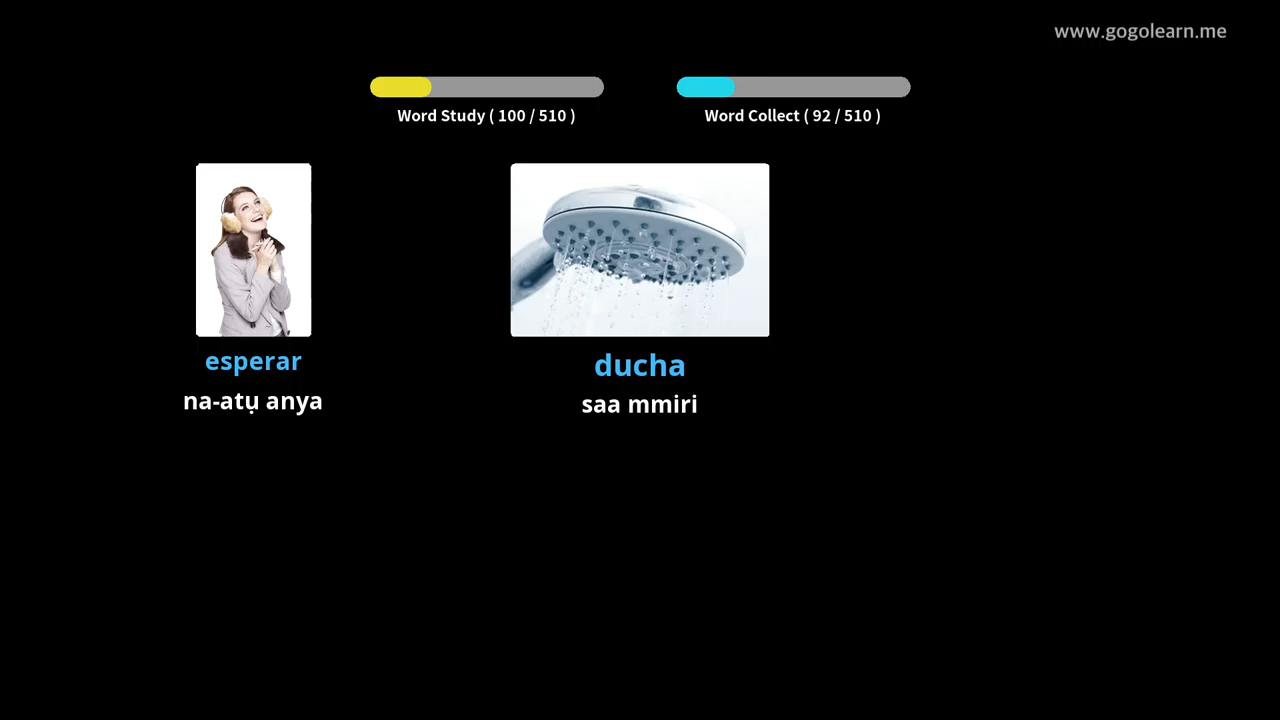 www.gogolearn.me
Word Study ( 100 / 510 )
Word Collect ( 92 / 510 )
esperar
na-atụ anya
ducha
saa mmiri